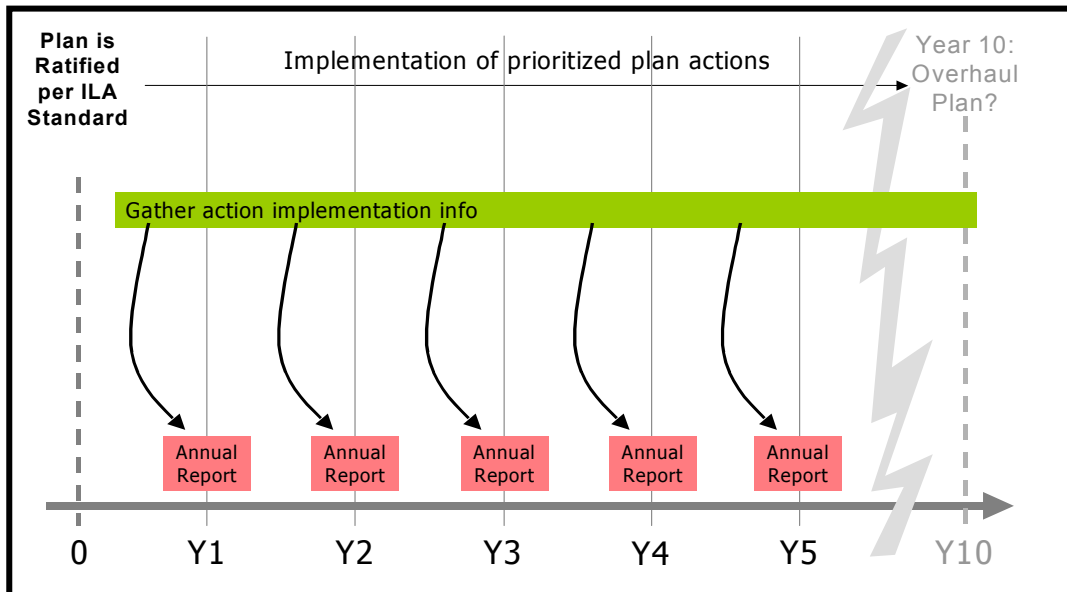 Plan is
Ratified
per ILA
Standard
Implementation of prioritized plan actions
Year 10:
Overhaul
Plan?
Gather action implementation info
Annual
Report
Annual
Report
Annual
Report
Annual
Report
Annual
Report
0
Y1
Y2
Y3
Y4
Y5
Y10